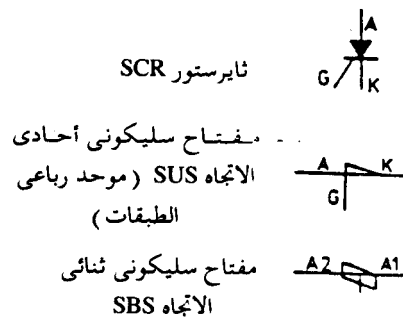 ثايرستور SCR
A
G
K
مفتاح سليكونى أحادى
الاتجاه SUS ( موحد رباعى
الطبقات )
A K
G
مفتاح سليكونى ثنائى
الاتجاه SBS
A2 A1